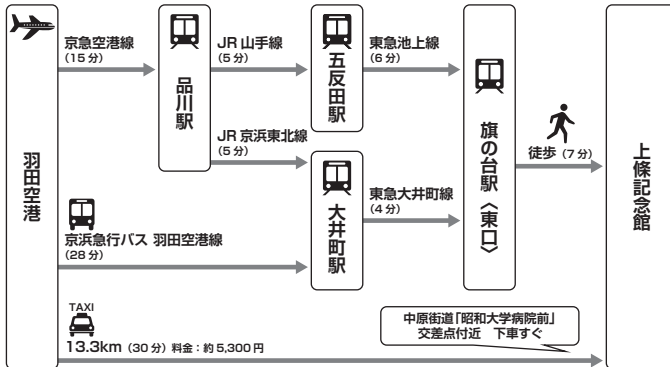 羽田空港
京急空港線
(15分)
品川駅
JR 山手線
(5分)
五反田駅
東急池上線
(6分)
JR 京浜東北線
(5分)
大井町駅
東急大井町線
(4分)
旗の台駅〈東口〉
徒歩 (7分)
上條記念館
京浜急行バス 羽田空港線
(28分)
TAXI
13.3km (30分) 料金:約5,300円
中原街道「昭和大学病院前」
交差点付近 下車すぐ